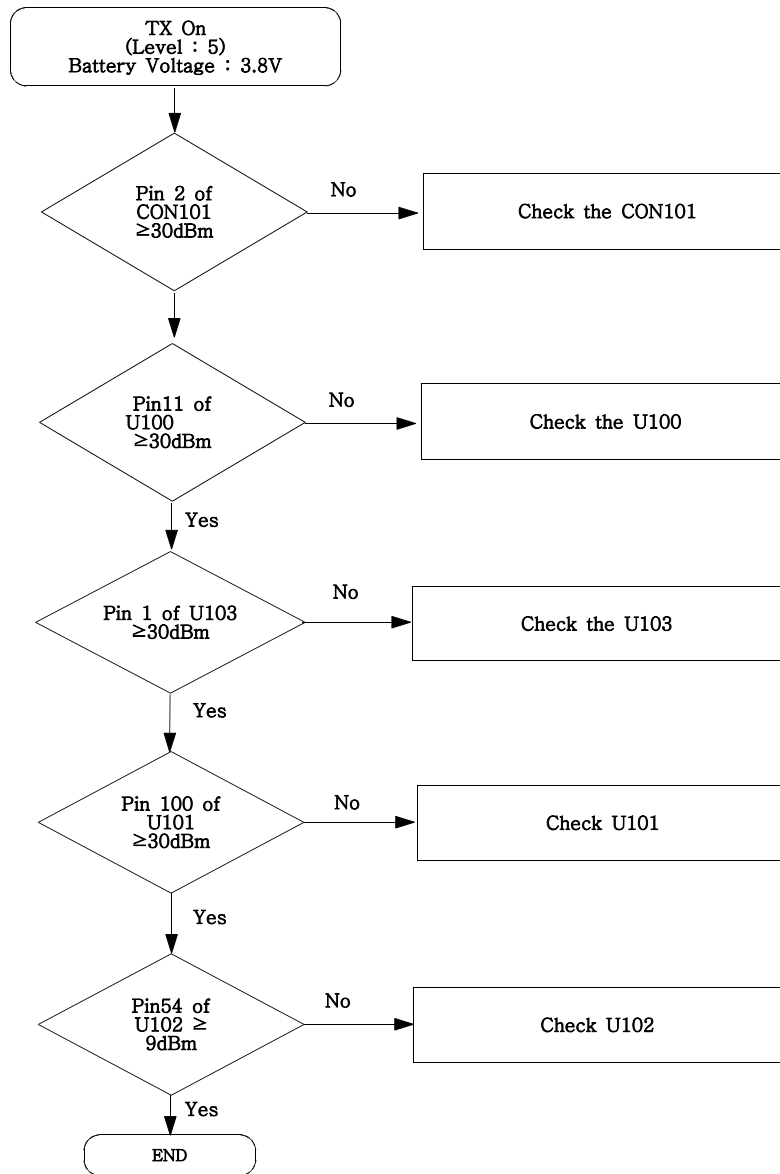 TX On
(Level : 5)
Battery Voltage : 3.8V
Pin 2 of
CON101
≥30dBm
No
Check the CON101
Pin11 of
U100
≥30dBm
No
Check the U100
Yes
Pin 1 of U103
≥30dBm
No
Check the U103
Yes
Pin 100 of
U101
≥30dBm
No
Check U101
Yes
Pin54 of
U102 ≥
9dBm
No
Check U102
Yes
END